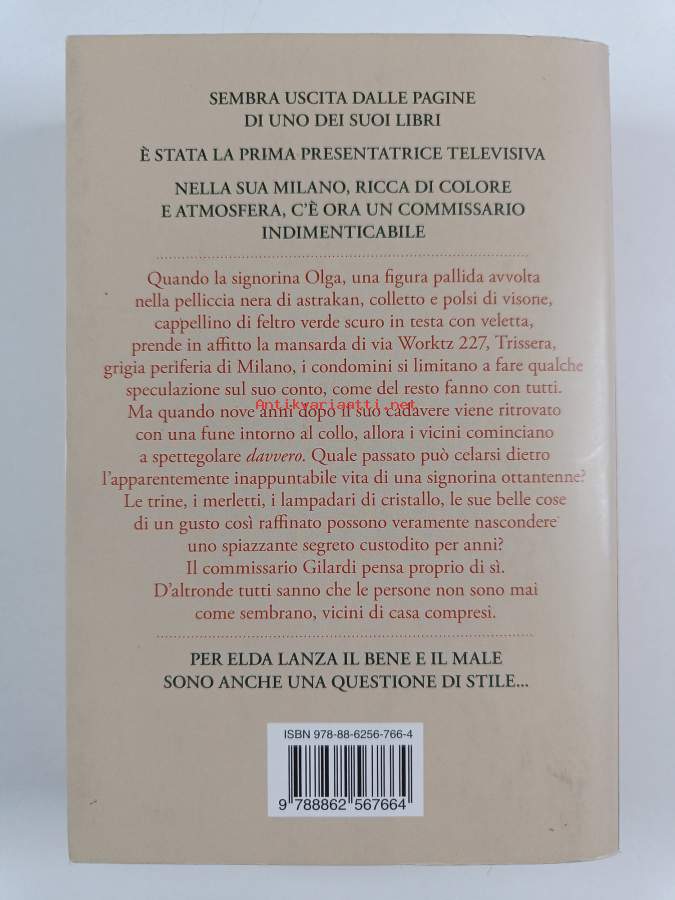 SEMBRA USCITA DALLE PAGINE
DI UNO DEI SUOI LIBRI
È STATA LA PRIMA PRESENTATRICE TELEVISIVA
NELLA SUA MILANO, RICCA DI COLORE
E ATMOSFERA, C'È ORA UN COMMISSARIO
INDIMENTICABILE
Quando la signorina Olga, una figura pallida avvolta
nella pelliccia nera di astrakan, colletto e polsi di visone,
cappellino di feltro verde scuro in testa con veletta,
prende in affitto la mansarda di via Worktz 227, Trissera,
grigia periferia di Milano, i condomini si limitano a fare qualche
speculazione sul suo conto, come del resto fanno con tutti.
Antikvariaatti.net
Ma quando nove anni dopo il suo cadavere viene ritrovato
con una fune intorno al collo, allora i vicini cominciano
a spettegolare davvero. Quale passato può celarsi dietro
l'apparentemente inappuntabile vita di una signorina ottantenne?
Le trine, i merletti, i lampadari di cristallo, le sue belle cose
di un gusto così raffinato possono veramente nascondere
uno spiazzante segreto custodito per anni?
Il commissario Gilardi pensa proprio di sì.
D'altronde tutti sanno che le persone non sono mai
come sembrano, vicini di casa compresi.
PER ELDA LANZA IL BENE E IL MALE
SONO ANCHE UNA QUESTIONE DI STILE...
ISBN 978-88-6256-766-4
9 788862 567664